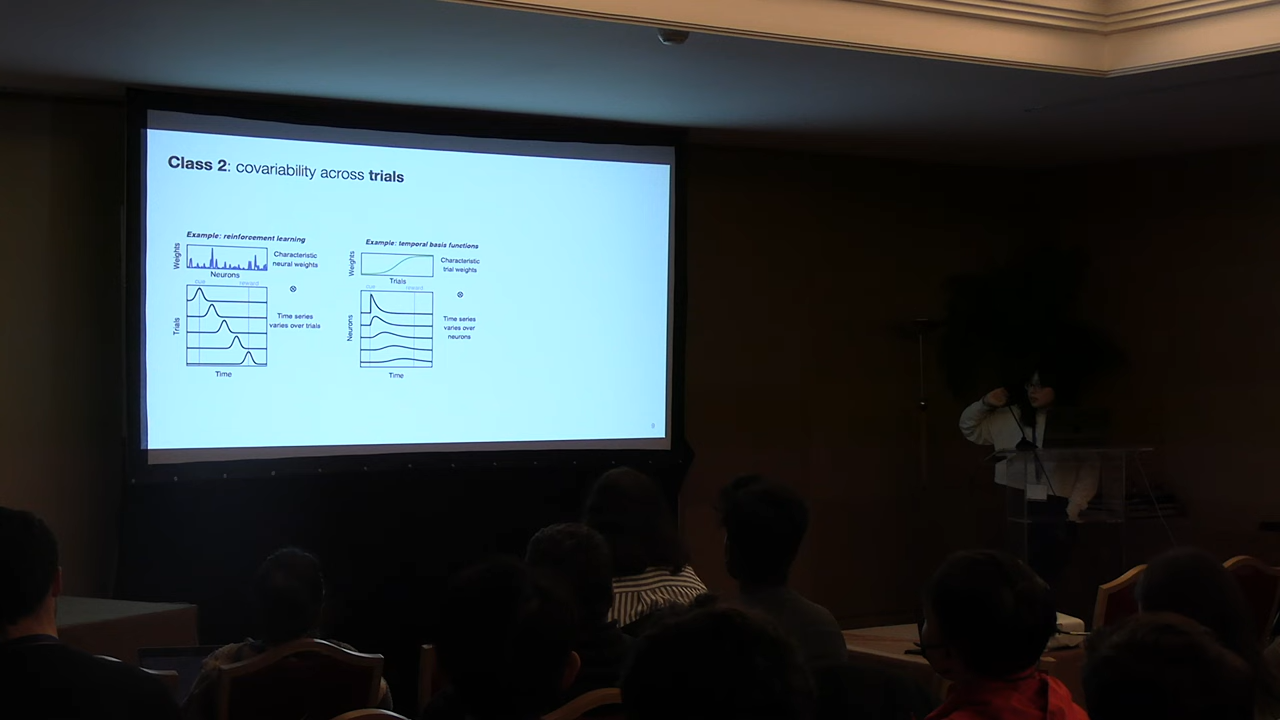 Class 2: covariability across trials
Example: reinforcement learning
Weights
Characteristic
neural weights
Neurons
cue
reward
Trials
Time series
varies over trials
Time
Example: temporal basis functions
Weights
Characteristic
trial weights
Trials
cue
reward
Neurons
Time series
varies over
neurons
Time
8